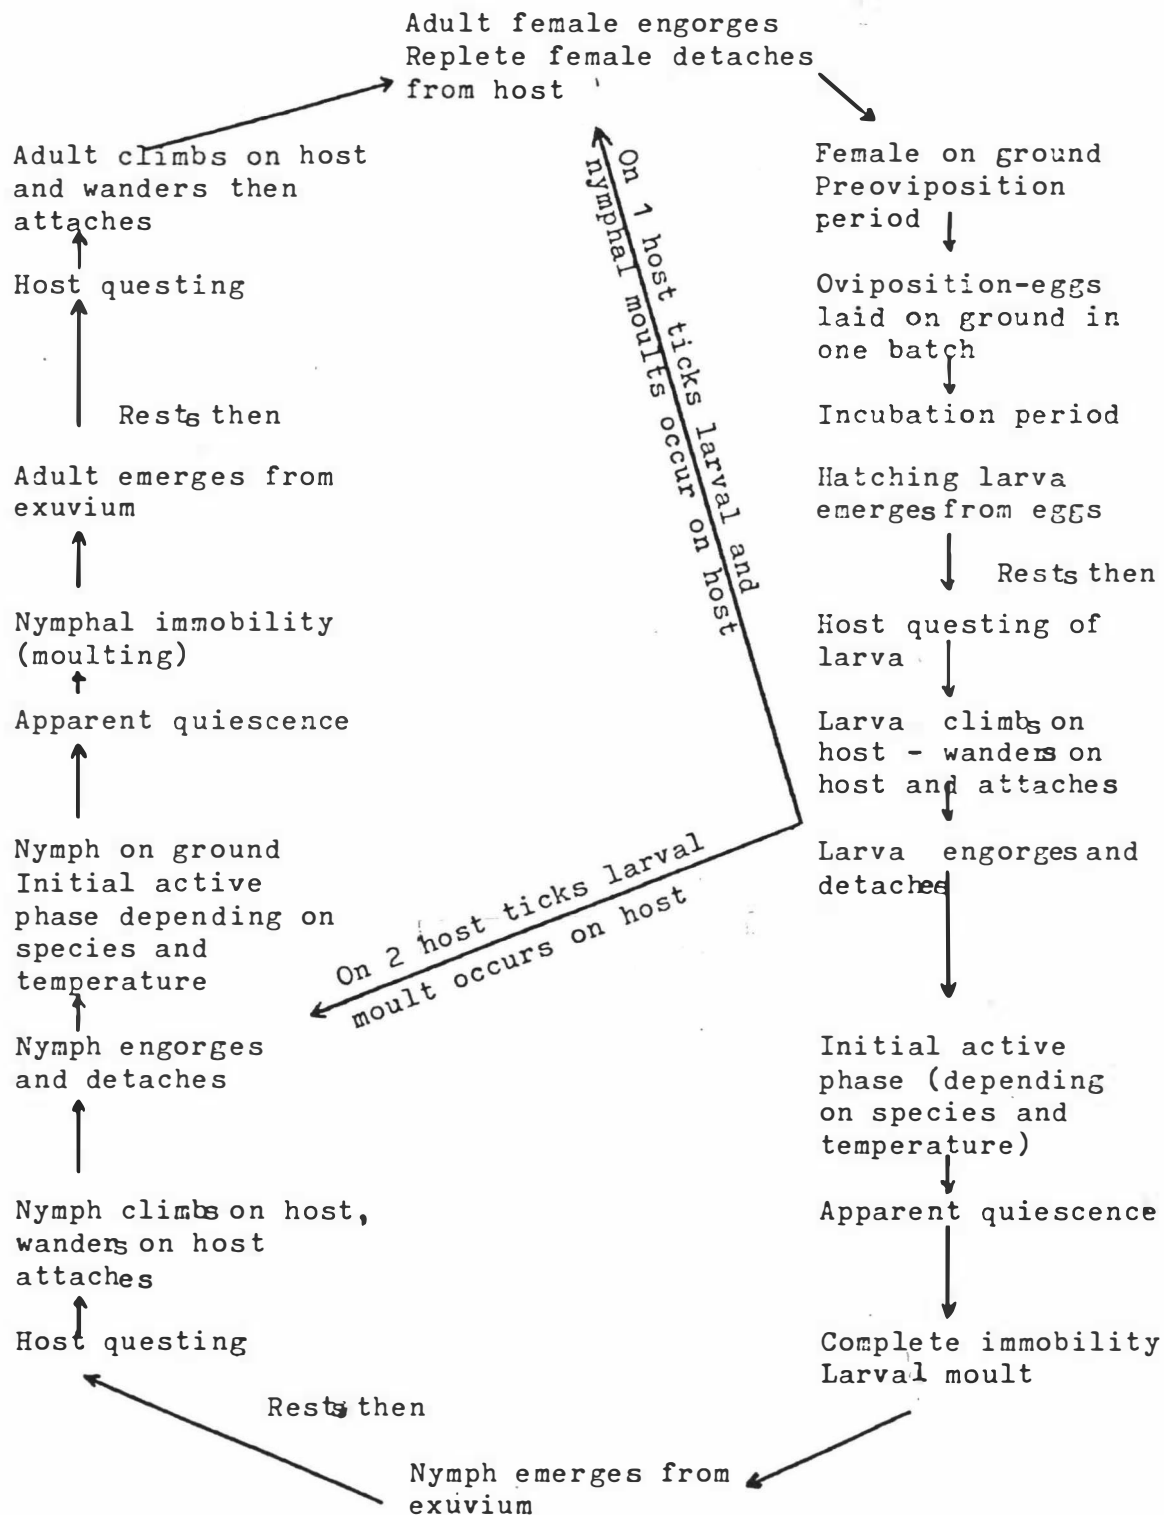 Adult female engorges
Replete female detaches
from host
Female on ground
Preoviposition
period
Oviposition-eggs
laid on ground in
one batch
Incubation period
Hatching larva
emerges from eggs
Rests then
Host questing of
larva
Larva climbs on
host - wanders on
host and attaches
Larva engorges and
detaches
Initial active
phase (depending
on species and
temperature)
Apparent quiescence
Complete immobility
Larval moult
Nymph emerges from
exuvium
Rests then
Host questing
Nymph climbs on host,
wanders on host
attaches
Nymph engorges
and detaches
Nymph on ground
Initial active
phase depending on
species and
temperature
Apparent quiescence
Nymphal immobility
(moulting)
Adult emerges from
exuvium
Rests then
Host questing
Adult climbs on host
and wanders then
attaches
On 1 host ticks larval and
nymphal moults occur on host
On 2 host ticks larval
moult occurs on host